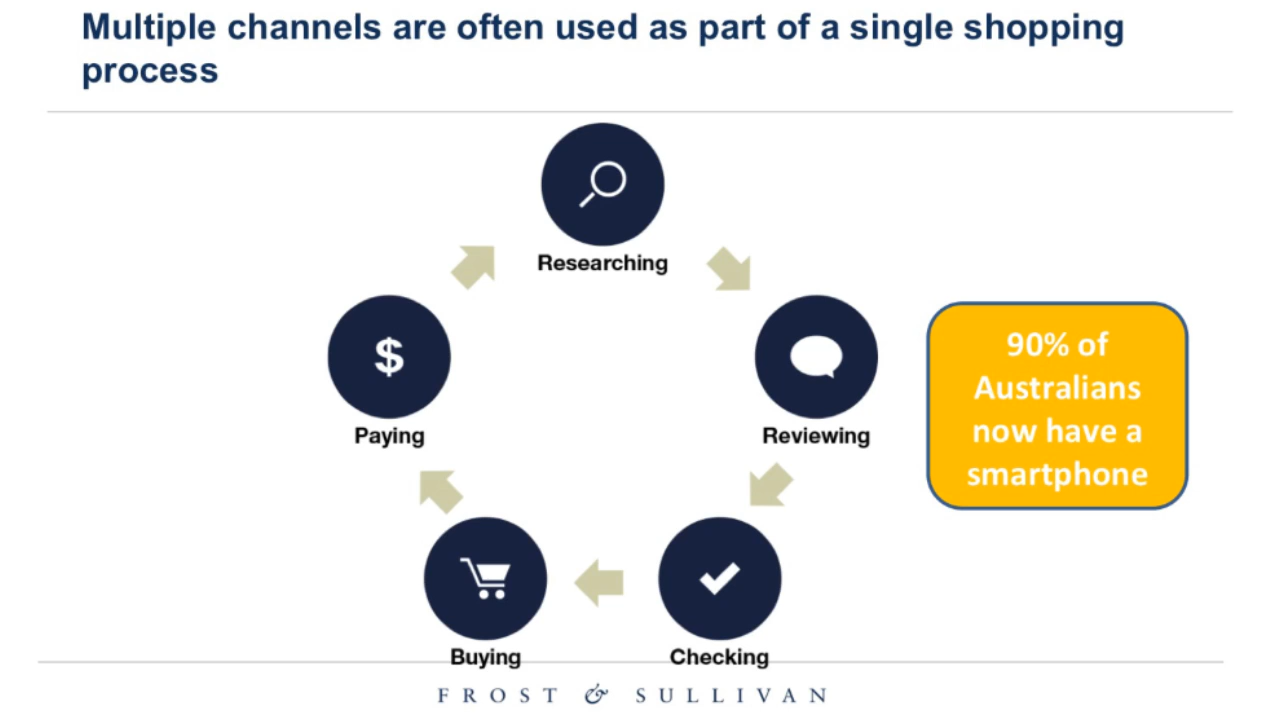 Multiple channels are often used as part of a single shopping
process
Researching
$
Paying
Reviewing
90% of
Australians
now have a
smartphone
Buying
Checking
FROST & SULLIVAN